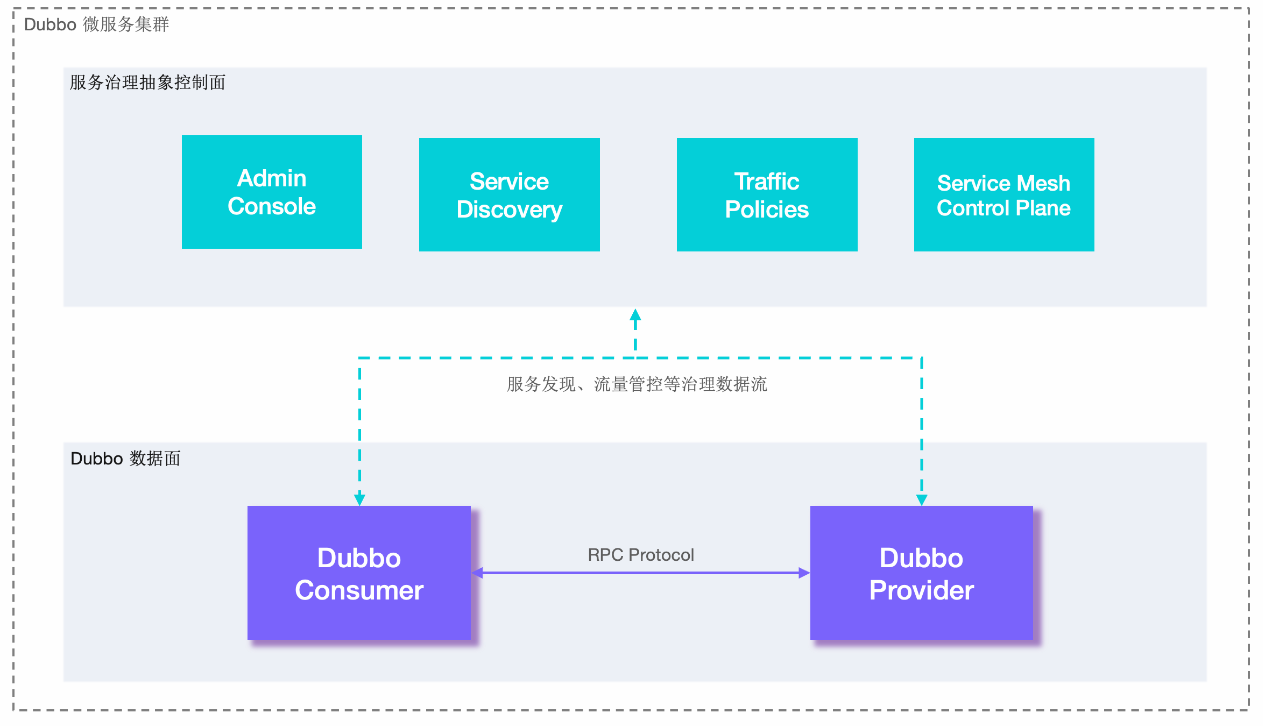 Dubbo 微服务集群
服务治理抽象控制面
Admin
Console
Service
Discovery
Traffic
Policies
Service Mesh
Control Plane
服务发现、流量管控等治理数据流
Dubbo 数据面
Dubbo
Consumer
RPC Protocol
Dubbo
Provider